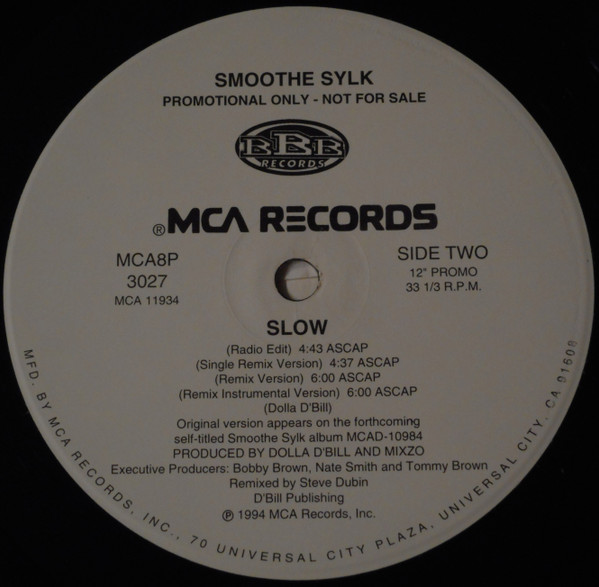 SMOOTHE SYLK
PROMOTIONAL ONLY - NOT FOR SALE
BBB
RECORDS
®MCA RECORDS
MCA8P
3027
MCA 11934
SIDE TWO
12" PROMO
33 1/3 R.P.M.
SLOW
(Radio Edit) 4:43 ASCAP
(Single Remix Version) 4:37 ASCAP
(Remix Version) 6:00 ASCAP
(Remix Instrumental Version) 6:00 ASCAP
(Dolla D'Bill)
Original version appears on the forthcoming
self-titled Smoothe Sylk album MCAD-10984
PRODUCED BY DOLLA D'BILL AND MIXZO
Executive Producers: Bobby Brown, Nate Smith and Tommy Brown
Remixed by Steve Dubin
D'Bill Publishing
℗ 1994 MCA Records, Inc.
MFD. BY MCA RECORDS, INC., 70 UNIVERSAL CITY PLAZA, UNIVERSAL CITY, CA 91608